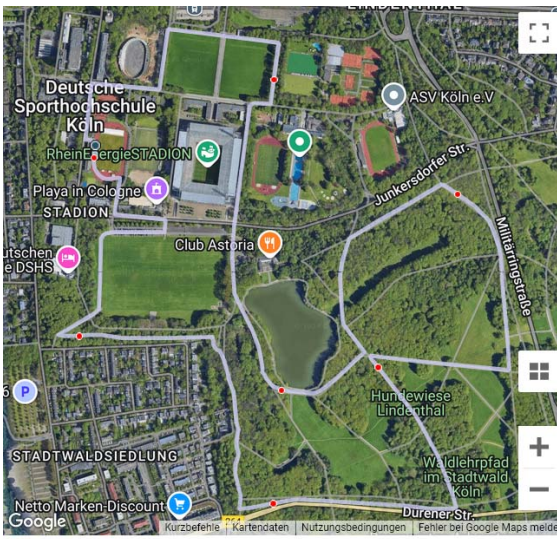 LINDENTHAL
Deutsche
Sporthochschule
Köln
ASV Köln e.V
RheinEnergieSTADION
Junkersdorfer Str.
Playa in Cologne
STADION
Militärringstraße
Club Astoria
utschen
e DSHS
6
P
Hundewiese
Lindenthal
STADTWALDSIEDLUNG
Waldlehrpfad
im Stadtwald
Köln
Netto Marken-Discount
Dürener Str.
Google
Kurzbefehle
Kartendaten
Nutzungsbedingungen
Fehler bei Google Maps melde